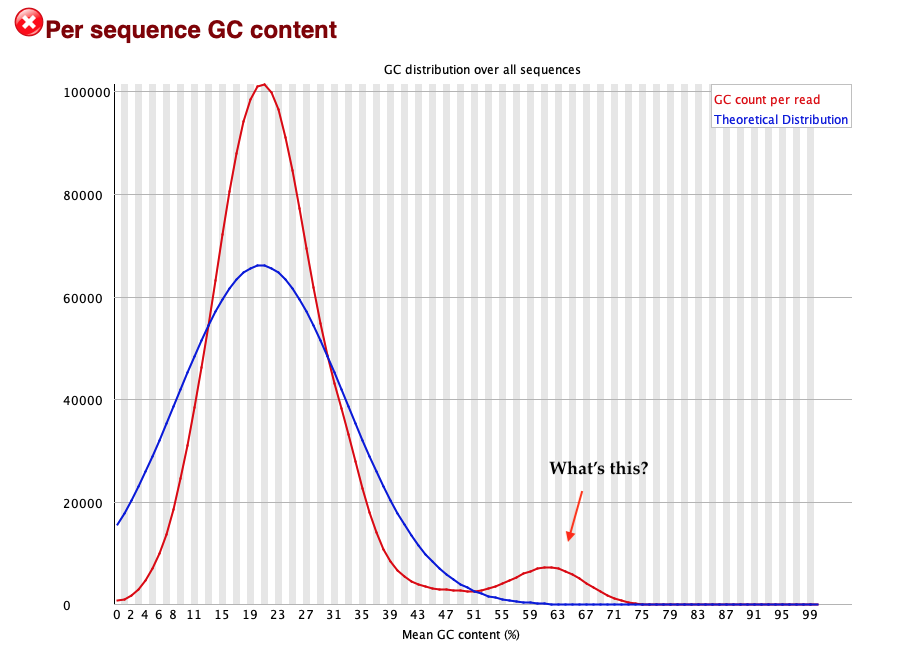 Per sequence GC content
GC distribution over all sequences
GC count per read
Theoretical Distribution
100000
80000
60000
40000
20000
0
What's this?
0 2 4 6 8 11 15 19 23 27 31 35 39 43 47 51 55 59 63 67 71 75 79 83 87 91 95 99
Mean GC content (%)